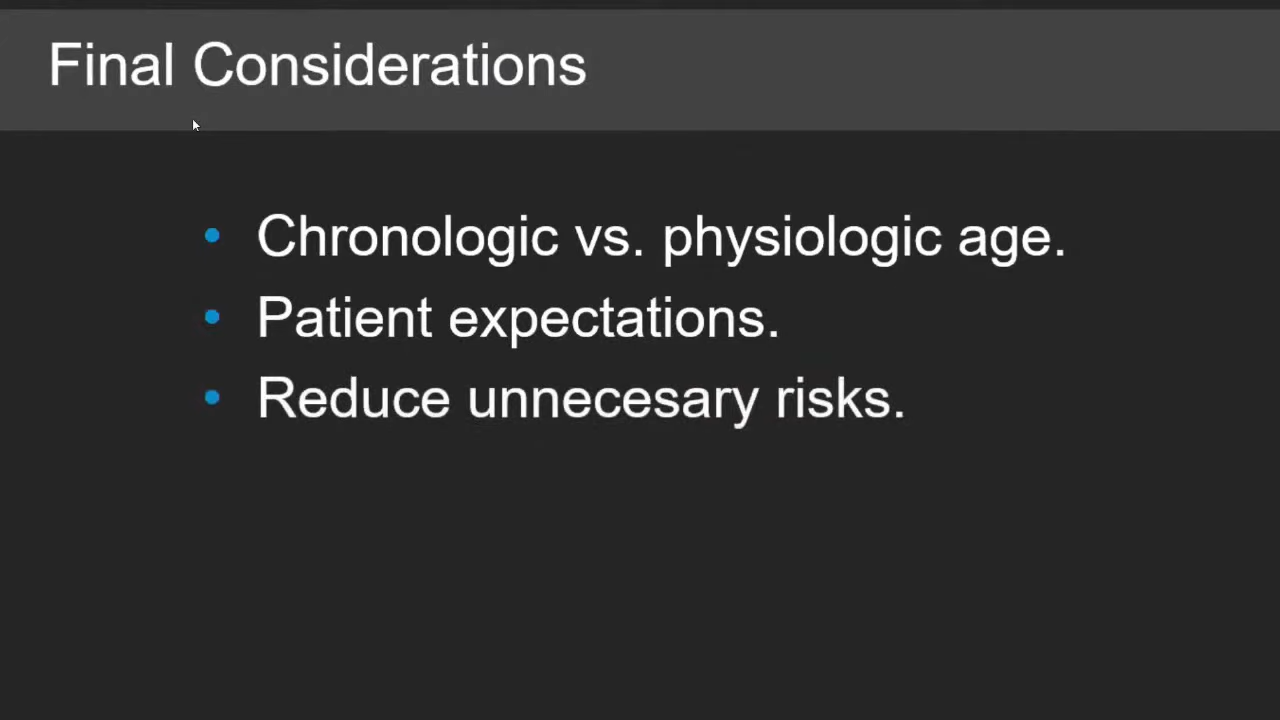 Final Considerations
• Chronologic vs. physiologic age.
• Patient expectations.
• Reduce unnecesary risks.